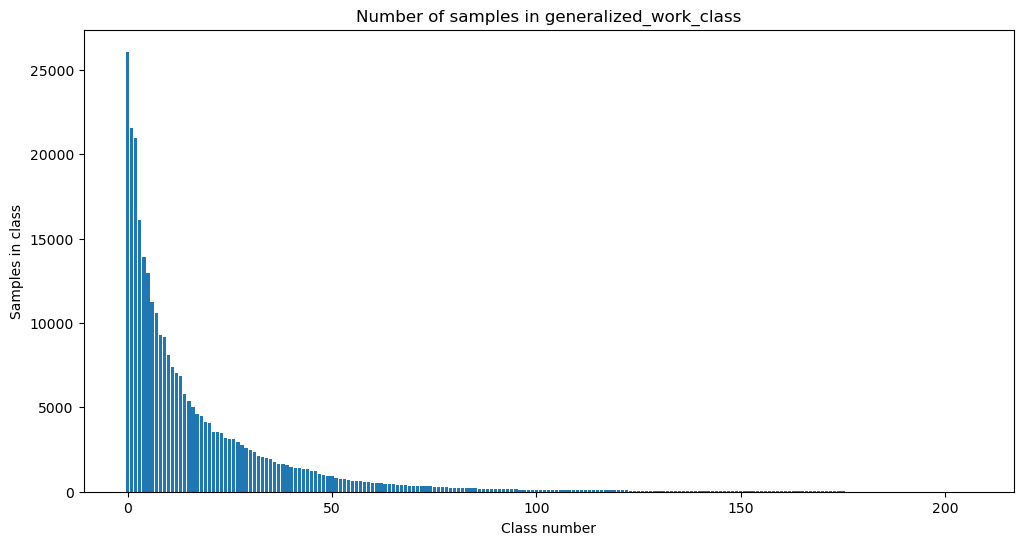 Number of samples in generalized_work_class
25000
20000
15000
10000
5000
0
Samples in class
0 50 100 150 200
Class number